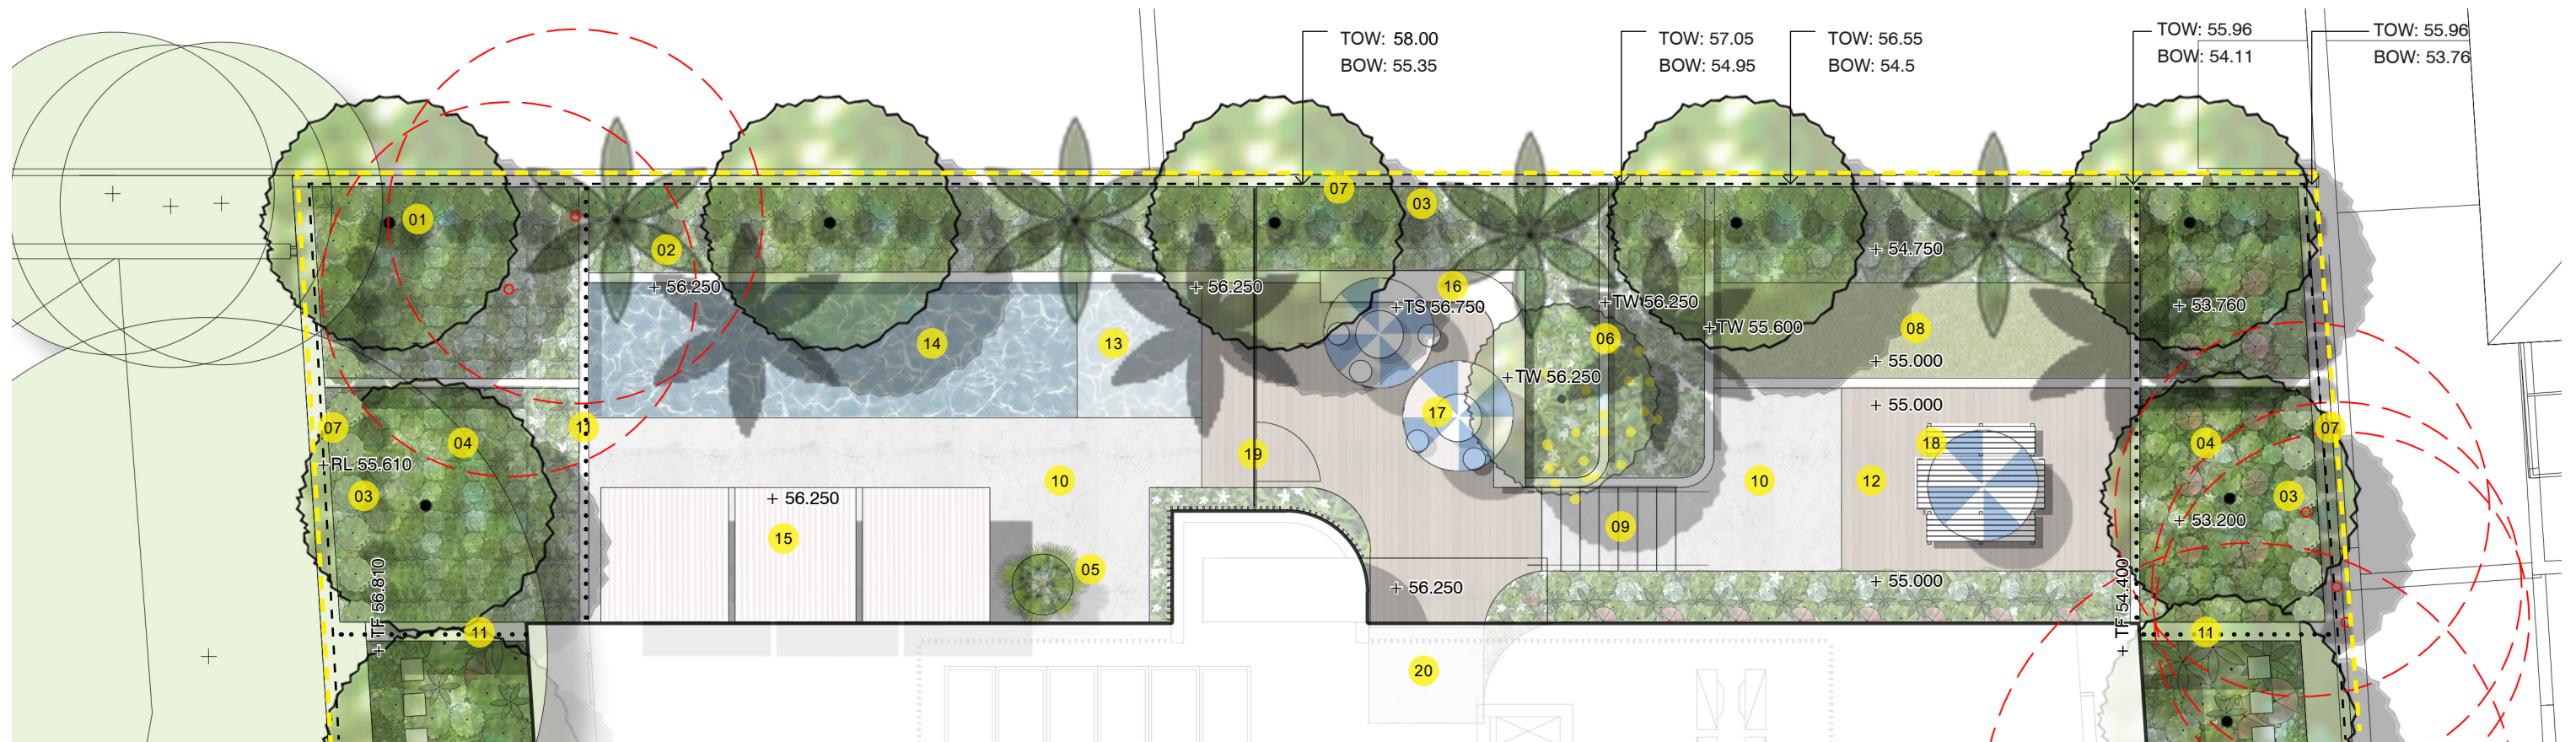 TOW: 58.00
BOW: 55.35
TOW: 57.05
BOW: 54.95
TOW: 56.55
BOW: 54.5
TOW: 55.96
BOW: 54.11
TOW: 55.96
BOW: 53.76
01
02
07
03
+ 54.750
+ 56.250
+ 56.250
16
+TS 56.750
+TW 56.250
+ 53.760
14
13
06
+TW 55.600
08
+ 55.000
+TW 56.250
+ 55.000
17
07
04
11
18
04
07
+RL 55.610
19
03
10
10
12
03
+ 56.250
15
09
+ 53.200
05
+ 56.250
+ 55.000
+ TF 56.810
+ TF 54.400
11
11
20